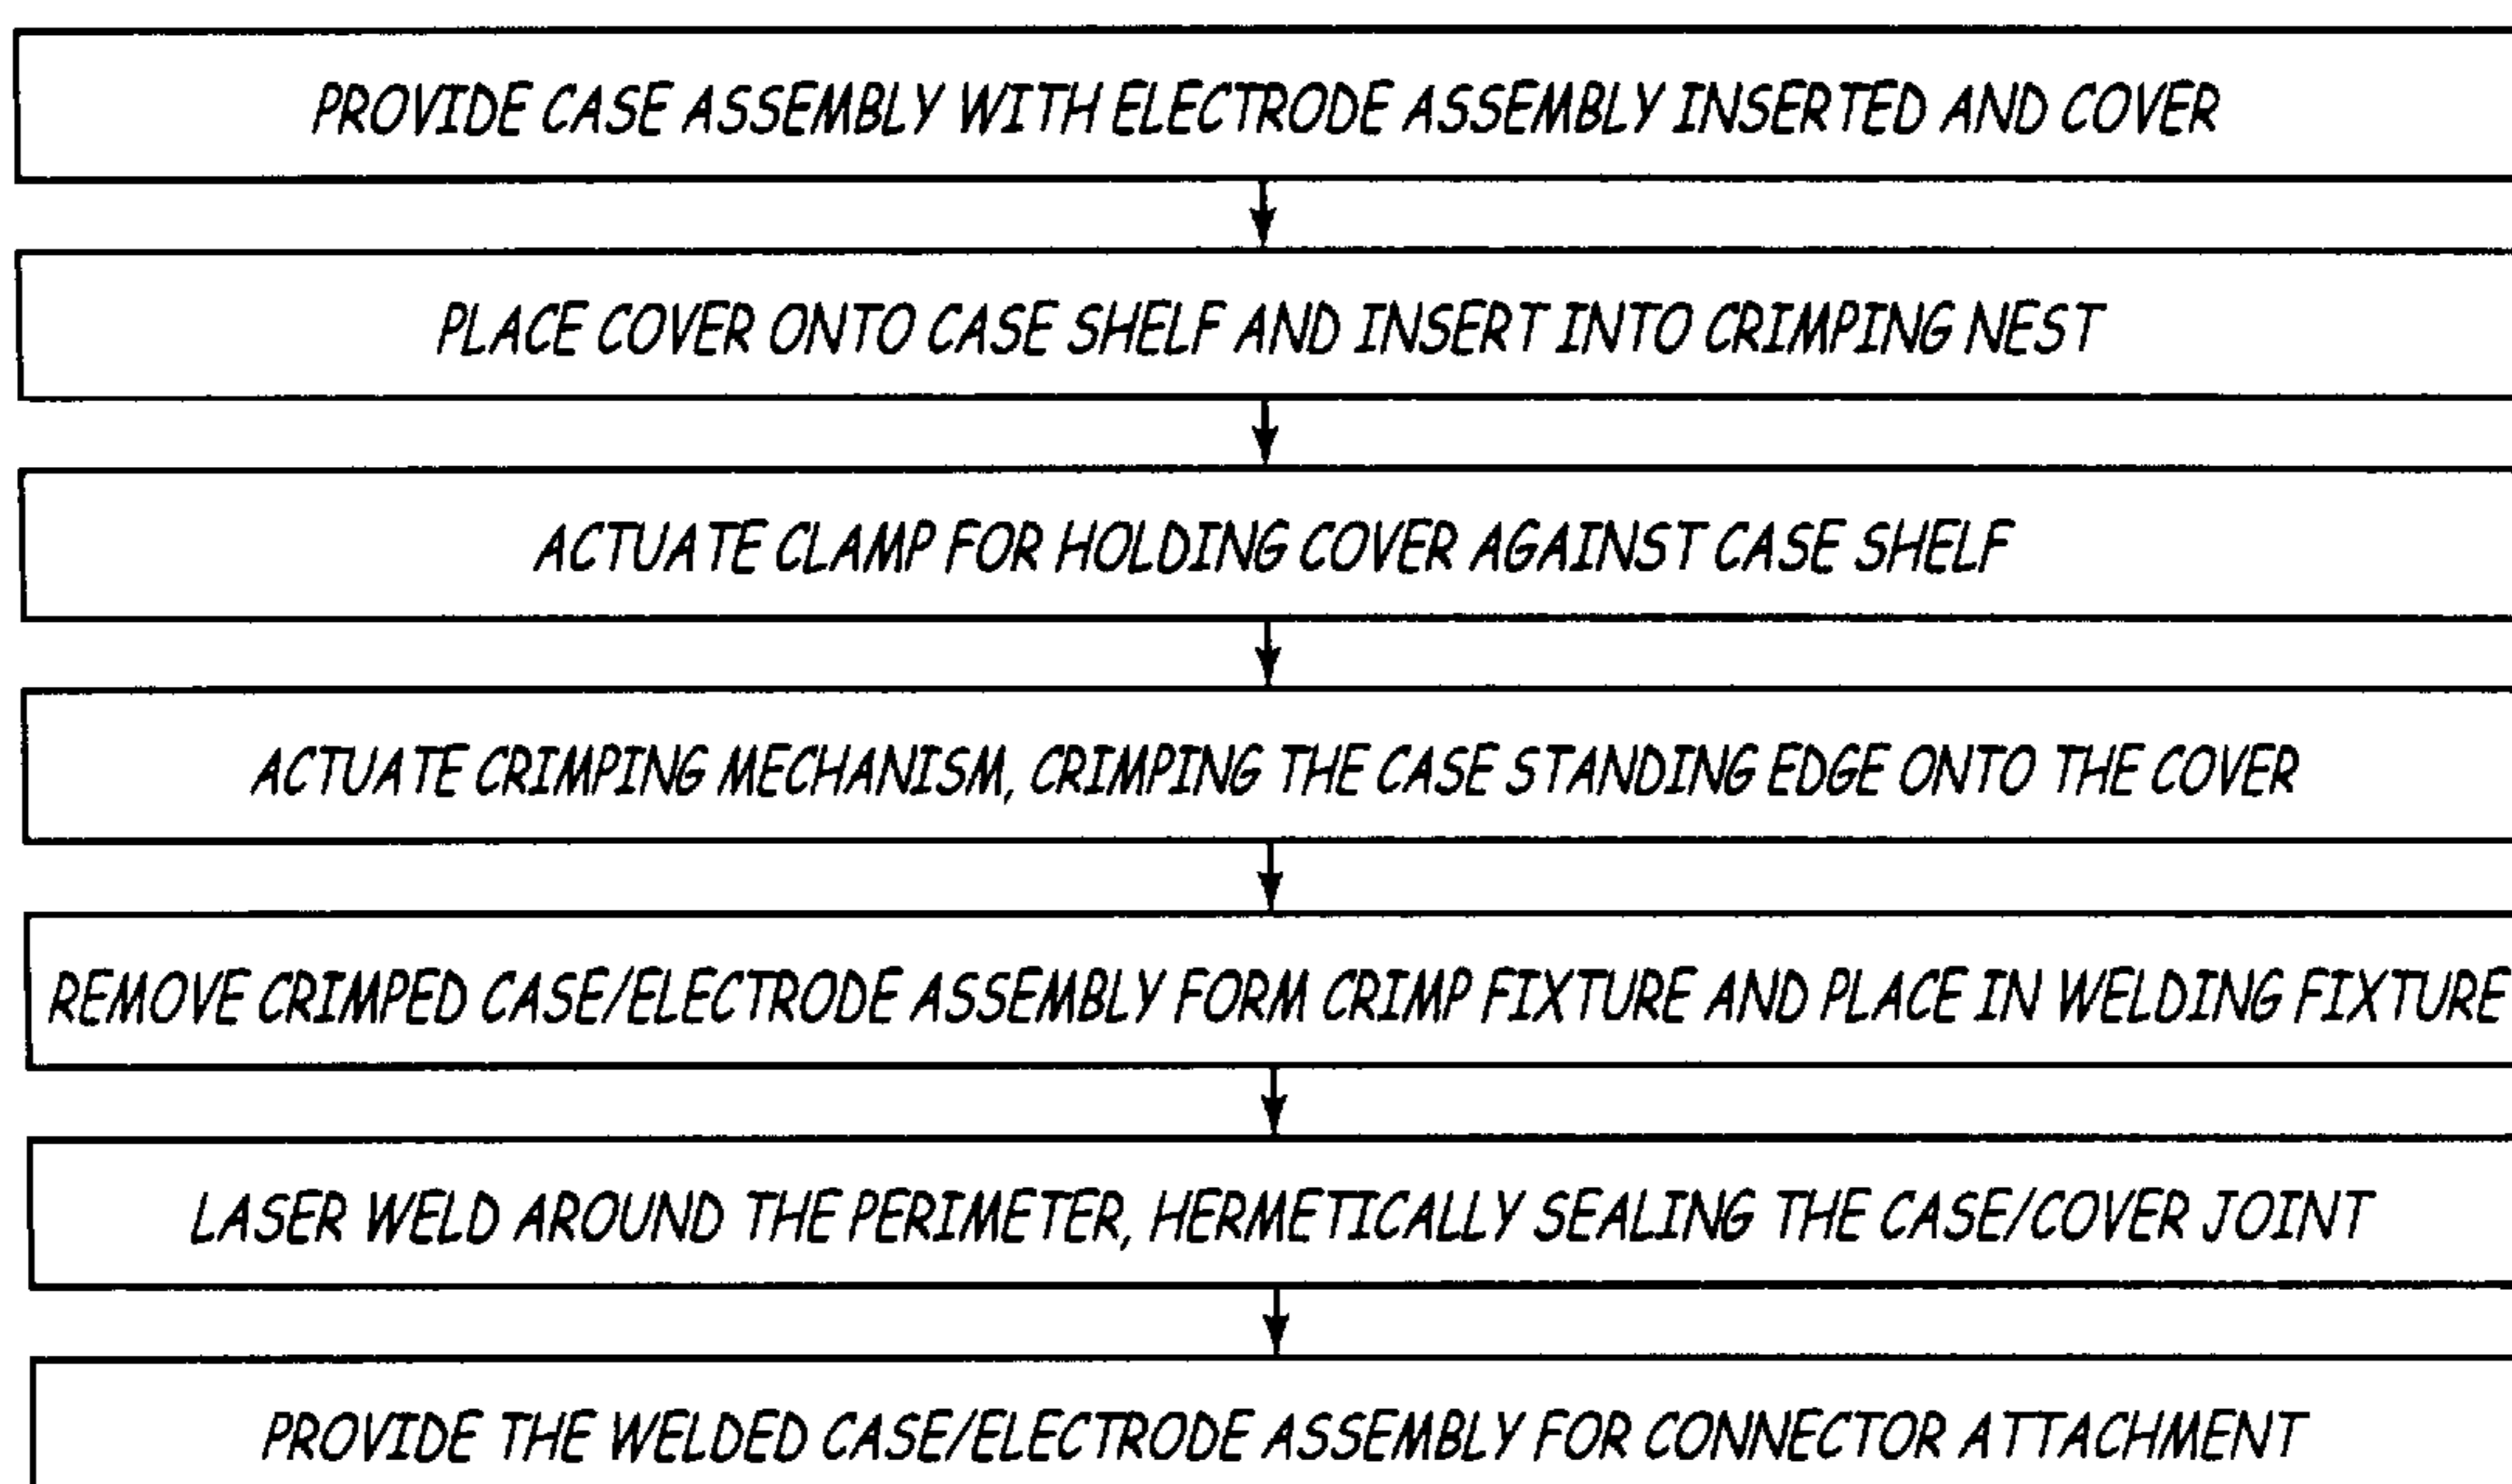 PROVIDE CASE ASSEMBLY WITH ELECTRODE ASSEMBLY INSERTED AND COVER
PLACE COVER ONTO CASE SHELF AND INSERT INTO CRIMPING NEST
ACTUATE CLAMP FOR HOLDING COVER AGAINST CASE SHELF
ACTUATE CRIMPING MECHANISM, CRIMPING THE CASE STANDING EDGE ONTO THE COVER
REMOVE CRIMPED CASE/ELECTRODE ASSEMBLY FORM CRIMP FIXTURE AND PLACE IN WELDING FIXTURE
LASER WELD AROUND THE PERIMETER, HERMETICALLY SEALING THE CASE/COVER JOINT
PROVIDE THE WELDED CASE/ELECTRODE ASSEMBLY FOR CONNECTOR ATTACHMENT